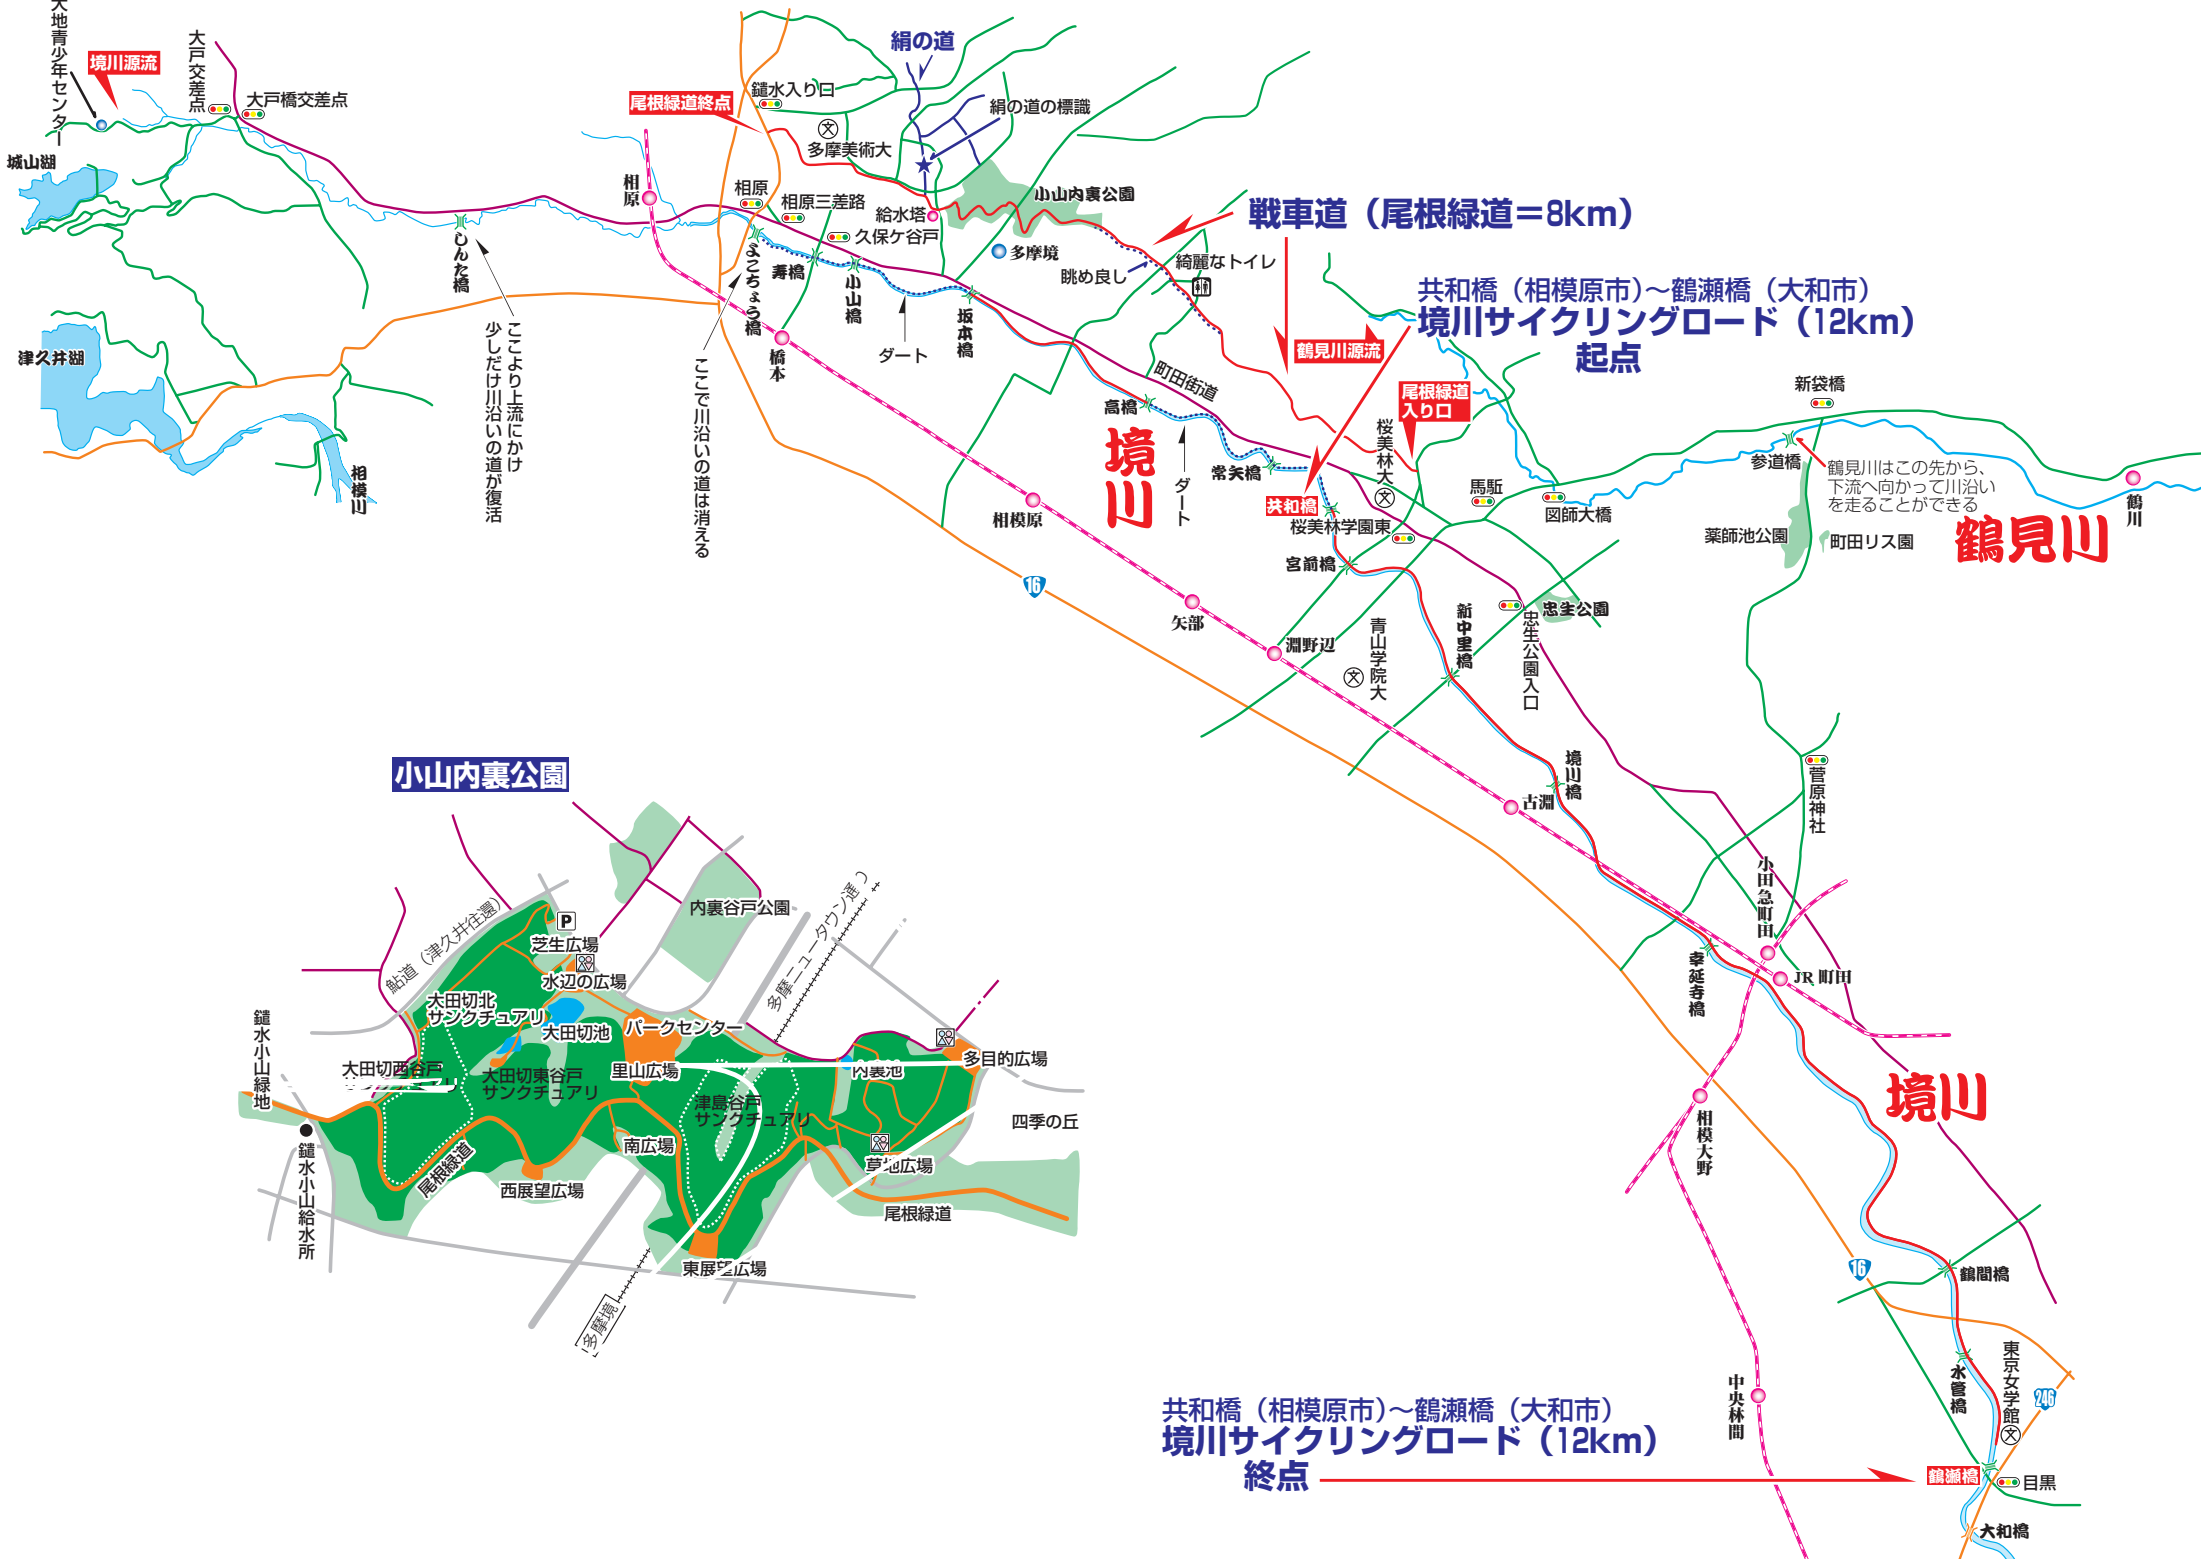 大地青少年センター
境川源流
大戸交差点
大戸橋交差点
城山湖
津久井湖
相模川
しんた橋
ここより上流にかけ
少しだけ川沿いの道が復活
尾根緑道終点
鑓水入り口
多摩美術大
絹の道
絹の道の標識
相原
相原
相原三差路
給水塔
久保ケ谷戸
小山内裏公園
多摩境
よこちょう橋
寿橋
小山橋
坂本橋
橋本
ダート
ここで川沿いの道は消える
戦車道（尾根緑道＝8km）
眺め良し
綺麗なトイレ
共和橋（相模原市）～鶴瀬橋（大和市）
境川サイクリングロード（12km）
起点
鶴見川源流
尾根緑道
入り口
町田街道
高橋
境川
ダート
常矢橋
桜美林大
共和橋
桜美林学園東
馬駈
図師大橋
新袋橋
参道橋
鶴見川はこの先から、
下流へ向かって川沿い
を走ることができる
鶴見川
鶴川
薬師池公園
町田リス園
宮前橋
相模原
16
矢部
淵野辺
青山学院大
新中里橋
忠生公園
忠生公園入口
境川橋
古淵
菅原神社
小田急町田
JR 町田
幸延寺橋
境川
相模大野
16
鶴間橋
水管橋
東京女学館
246
中央林間
共和橋（相模原市）～鶴瀬橋（大和市）
境川サイクリングロード（12km）
終点
鶴瀬橋
目黒
大和橋
小山内裏公園
内裏谷戸公園
鮎道（津久井往還）
P
芝生広場
水辺の広場
多摩ニュータウン通り
大田切北
サンクチュアリ
大田切池
パークセンター
多目的広場
大田切西谷戸
サンクチュアリ
大田切東谷戸
サンクチュアリ
里山広場
内裏池
津島谷戸
サンクチュアリ
四季の丘
鑓水小山緑地
鑓水小山給水所
尾根緑道
西展望広場
南広場
草地広場
尾根緑道
東展望広場
多摩境